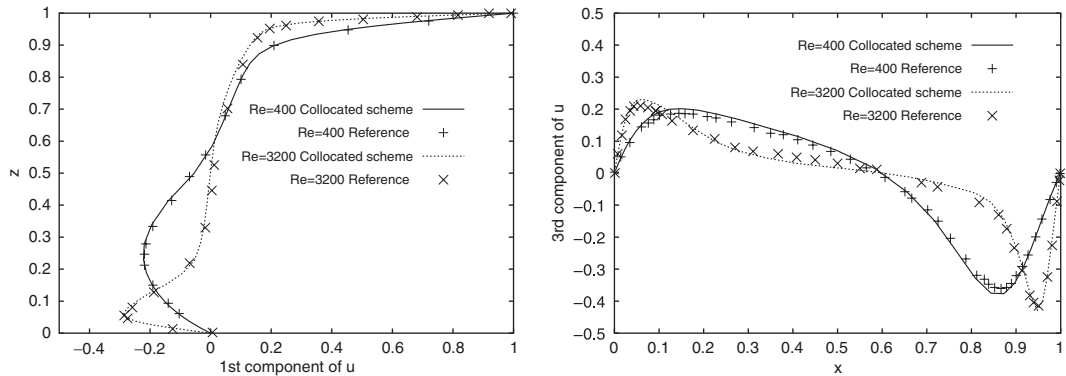 1
0.9
0.8
0.7
0.6
0.5
0.4
0.3
0.2
0.1
0
z
Re=400 Collocated scheme
Re=400 Reference
Re=3200 Collocated scheme
Re=3200 Reference
−0.4 −0.2 0 0.2 0.4 0.6 0.8 1
1st component of u
0.5
0.4
0.3
0.2
0.1
0
−0.1
−0.2
−0.3
−0.4
−0.5
3rd component of u
Re=400 Collocated scheme
Re=400 Reference
Re=3200 Collocated scheme
Re=3200 Reference
0 0.1 0.2 0.3 0.4 0.5 0.6 0.7 0.8 0.9 1
x